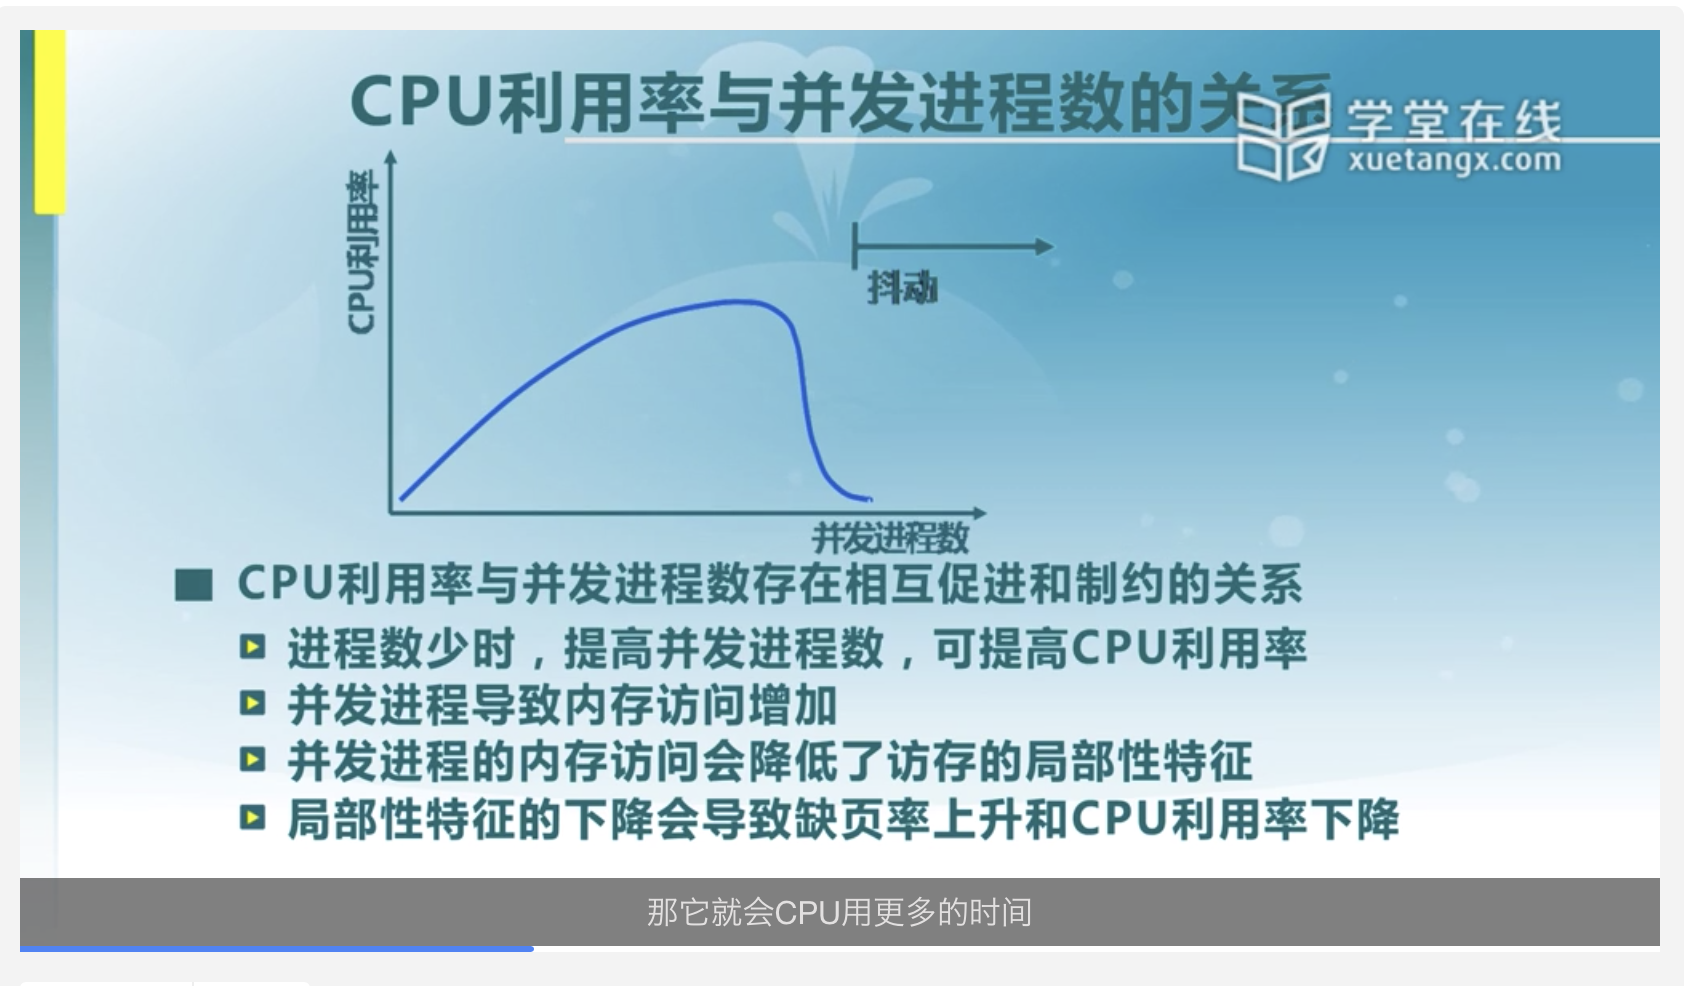 CPU利用率与并发进程数的关系
学堂在线
xuetangx.com
CPU利用率
抖动
并发进程数
CPU利用率与并发进程数存在相互促进和制约的关系
进程数少时，提高并发进程数，可提高CPU利用率
并发进程导致内存访问增加
并发进程的内存访问会降低了访存的局部性特征
局部性特征的下降会导致缺页率上升和CPU利用率下降
那它就会CPU用更多的时间